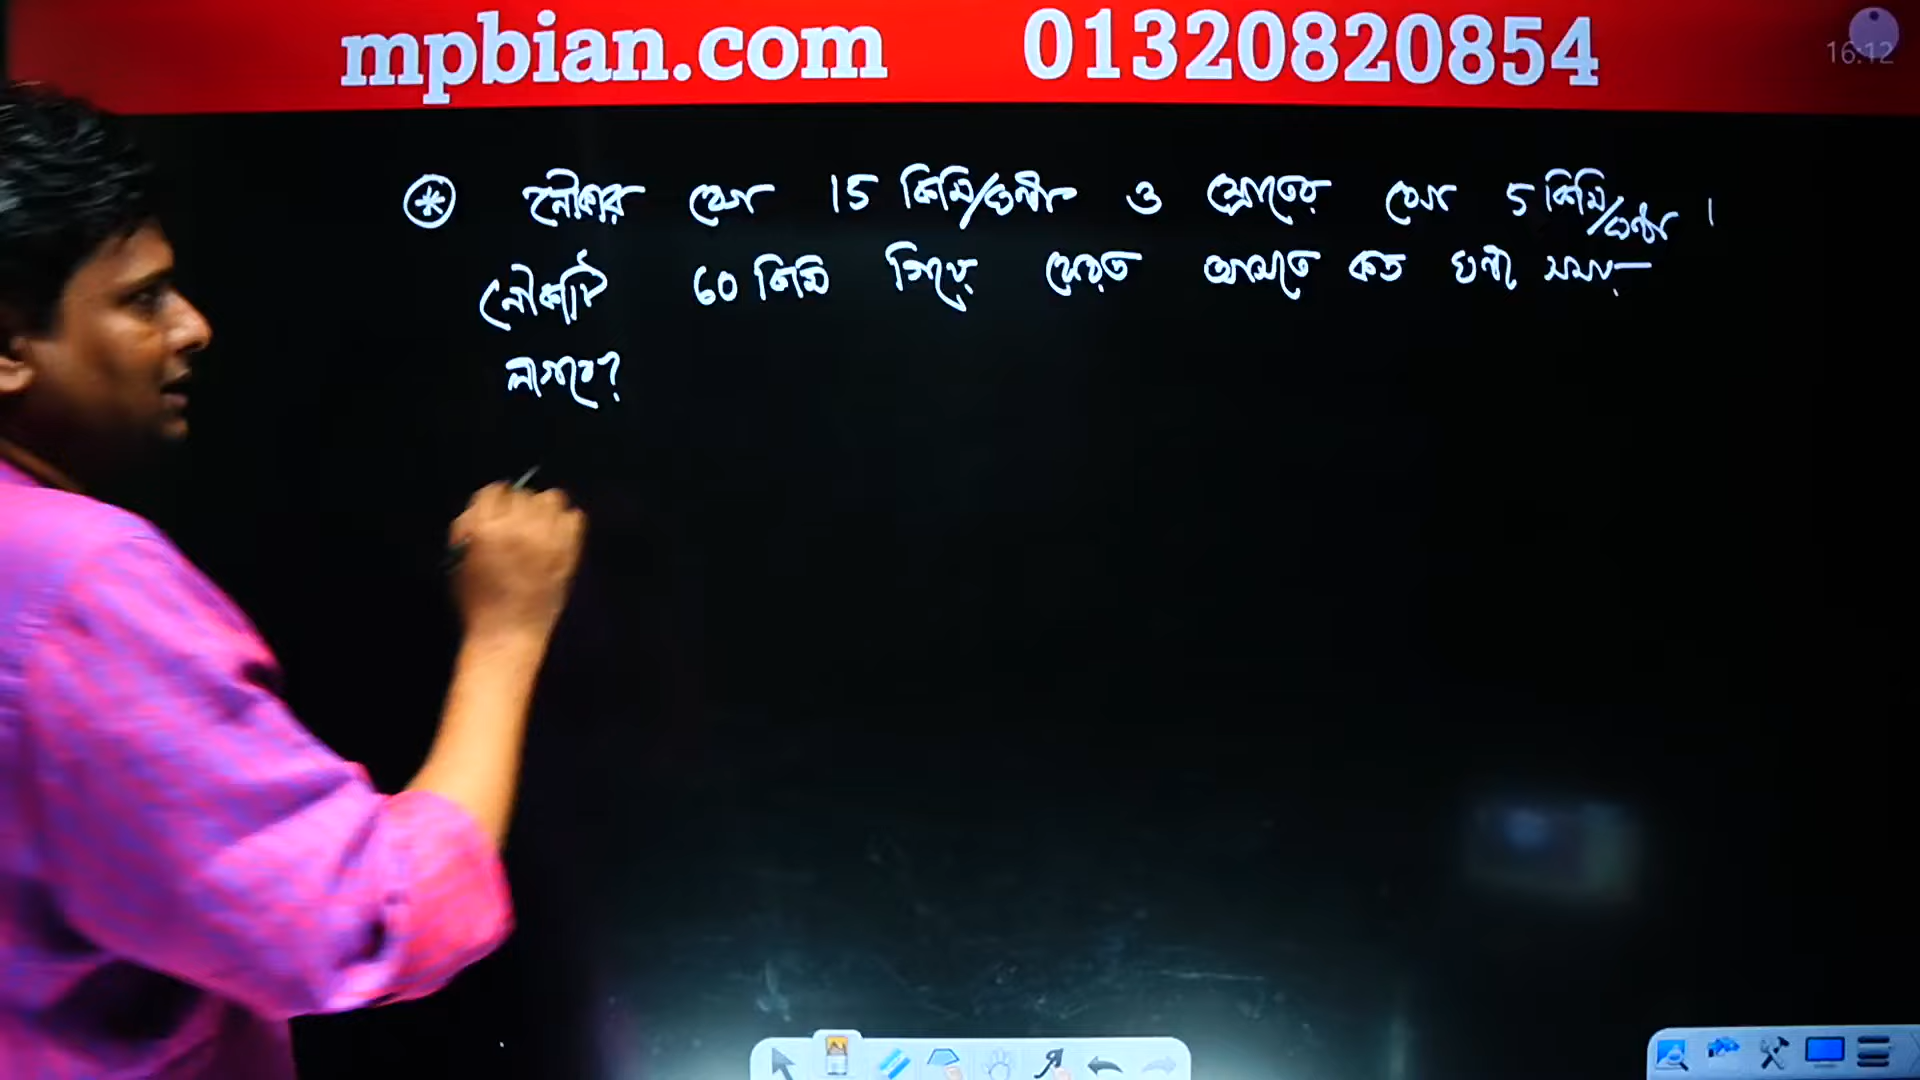 mpbian.com 01320820854
16:12
* নৌকার বেগ 15 কিমি/ঘন্টা ও স্রোতের বেগ 5 কিমি/ঘন্টা ।
নৌকাটি 60 কিমি গিয়ে ফেরত আসতে কত ঘন্টা সময়
লাগবে?